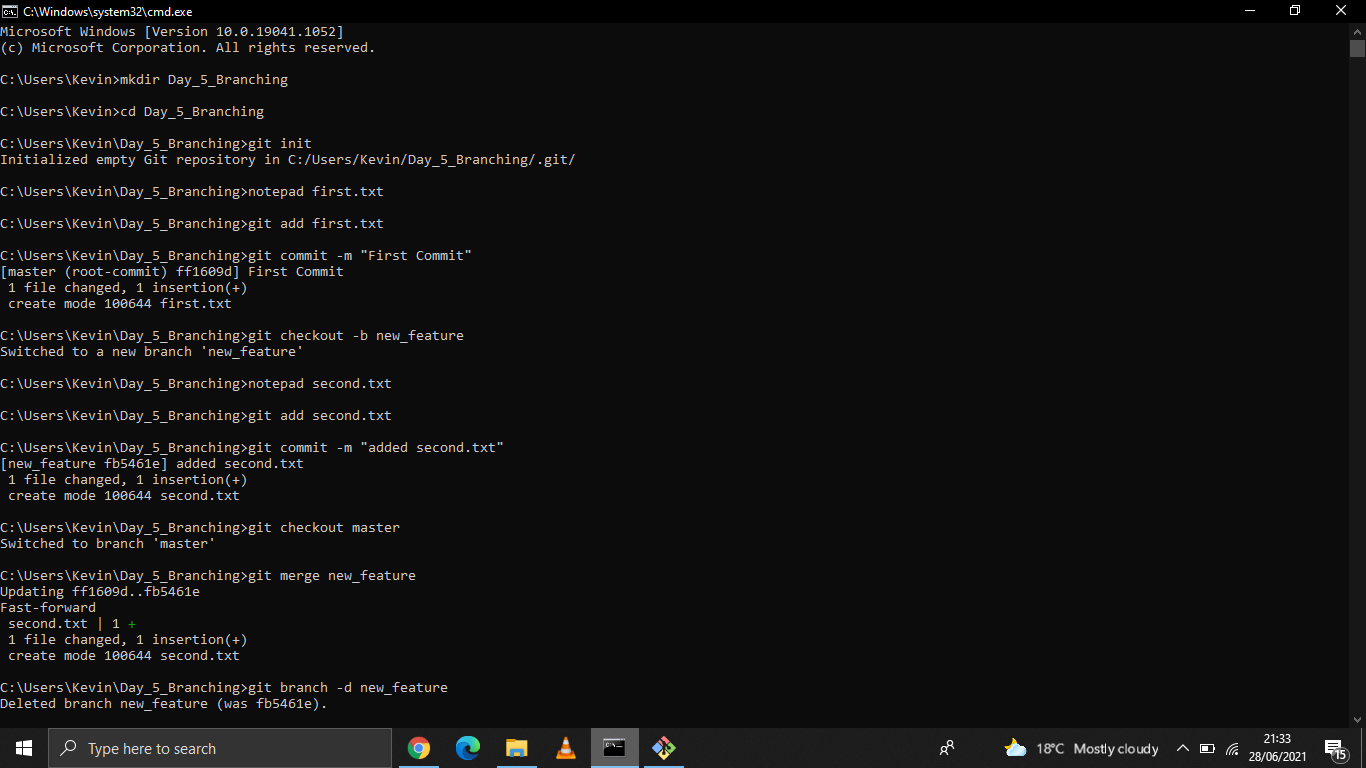 C:\Windows\system32\cmd.exe
Microsoft Windows [Version 10.0.19041.1052]
(c) Microsoft Corporation. All rights reserved.
C:\Users\Kevin>mkdir Day_5_Branching
C:\Users\Kevin>cd Day_5_Branching
C:\Users\Kevin\Day_5_Branching>git init
Initialized empty Git repository in C:/Users/Kevin/Day_5_Branching/.git/
C:\Users\Kevin\Day_5_Branching>notepad first.txt
C:\Users\Kevin\Day_5_Branching>git add first.txt
C:\Users\Kevin\Day_5_Branching>git commit -m "First Commit"
[master (root-commit) ff1609d] First Commit
 1 file changed, 1 insertion(+)
 create mode 100644 first.txt
C:\Users\Kevin\Day_5_Branching>git checkout -b new_feature
Switched to a new branch 'new_feature'
C:\Users\Kevin\Day_5_Branching>notepad second.txt
C:\Users\Kevin\Day_5_Branching>git add second.txt
C:\Users\Kevin\Day_5_Branching>git commit -m "added second.txt"
[new_feature fb5461e] added second.txt
 1 file changed, 1 insertion(+)
 create mode 100644 second.txt
C:\Users\Kevin\Day_5_Branching>git checkout master
Switched to branch 'master'
C:\Users\Kevin\Day_5_Branching>git merge new_feature
Updating ff1609d..fb5461e
Fast-forward
 second.txt | 1 +
 1 file changed, 1 insertion(+)
 create mode 100644 second.txt
C:\Users\Kevin\Day_5_Branching>git branch -d new_feature
Deleted branch new_feature (was fb5461e).
Type here to search
18°C Mostly cloudy
21:33
28/06/2021
15